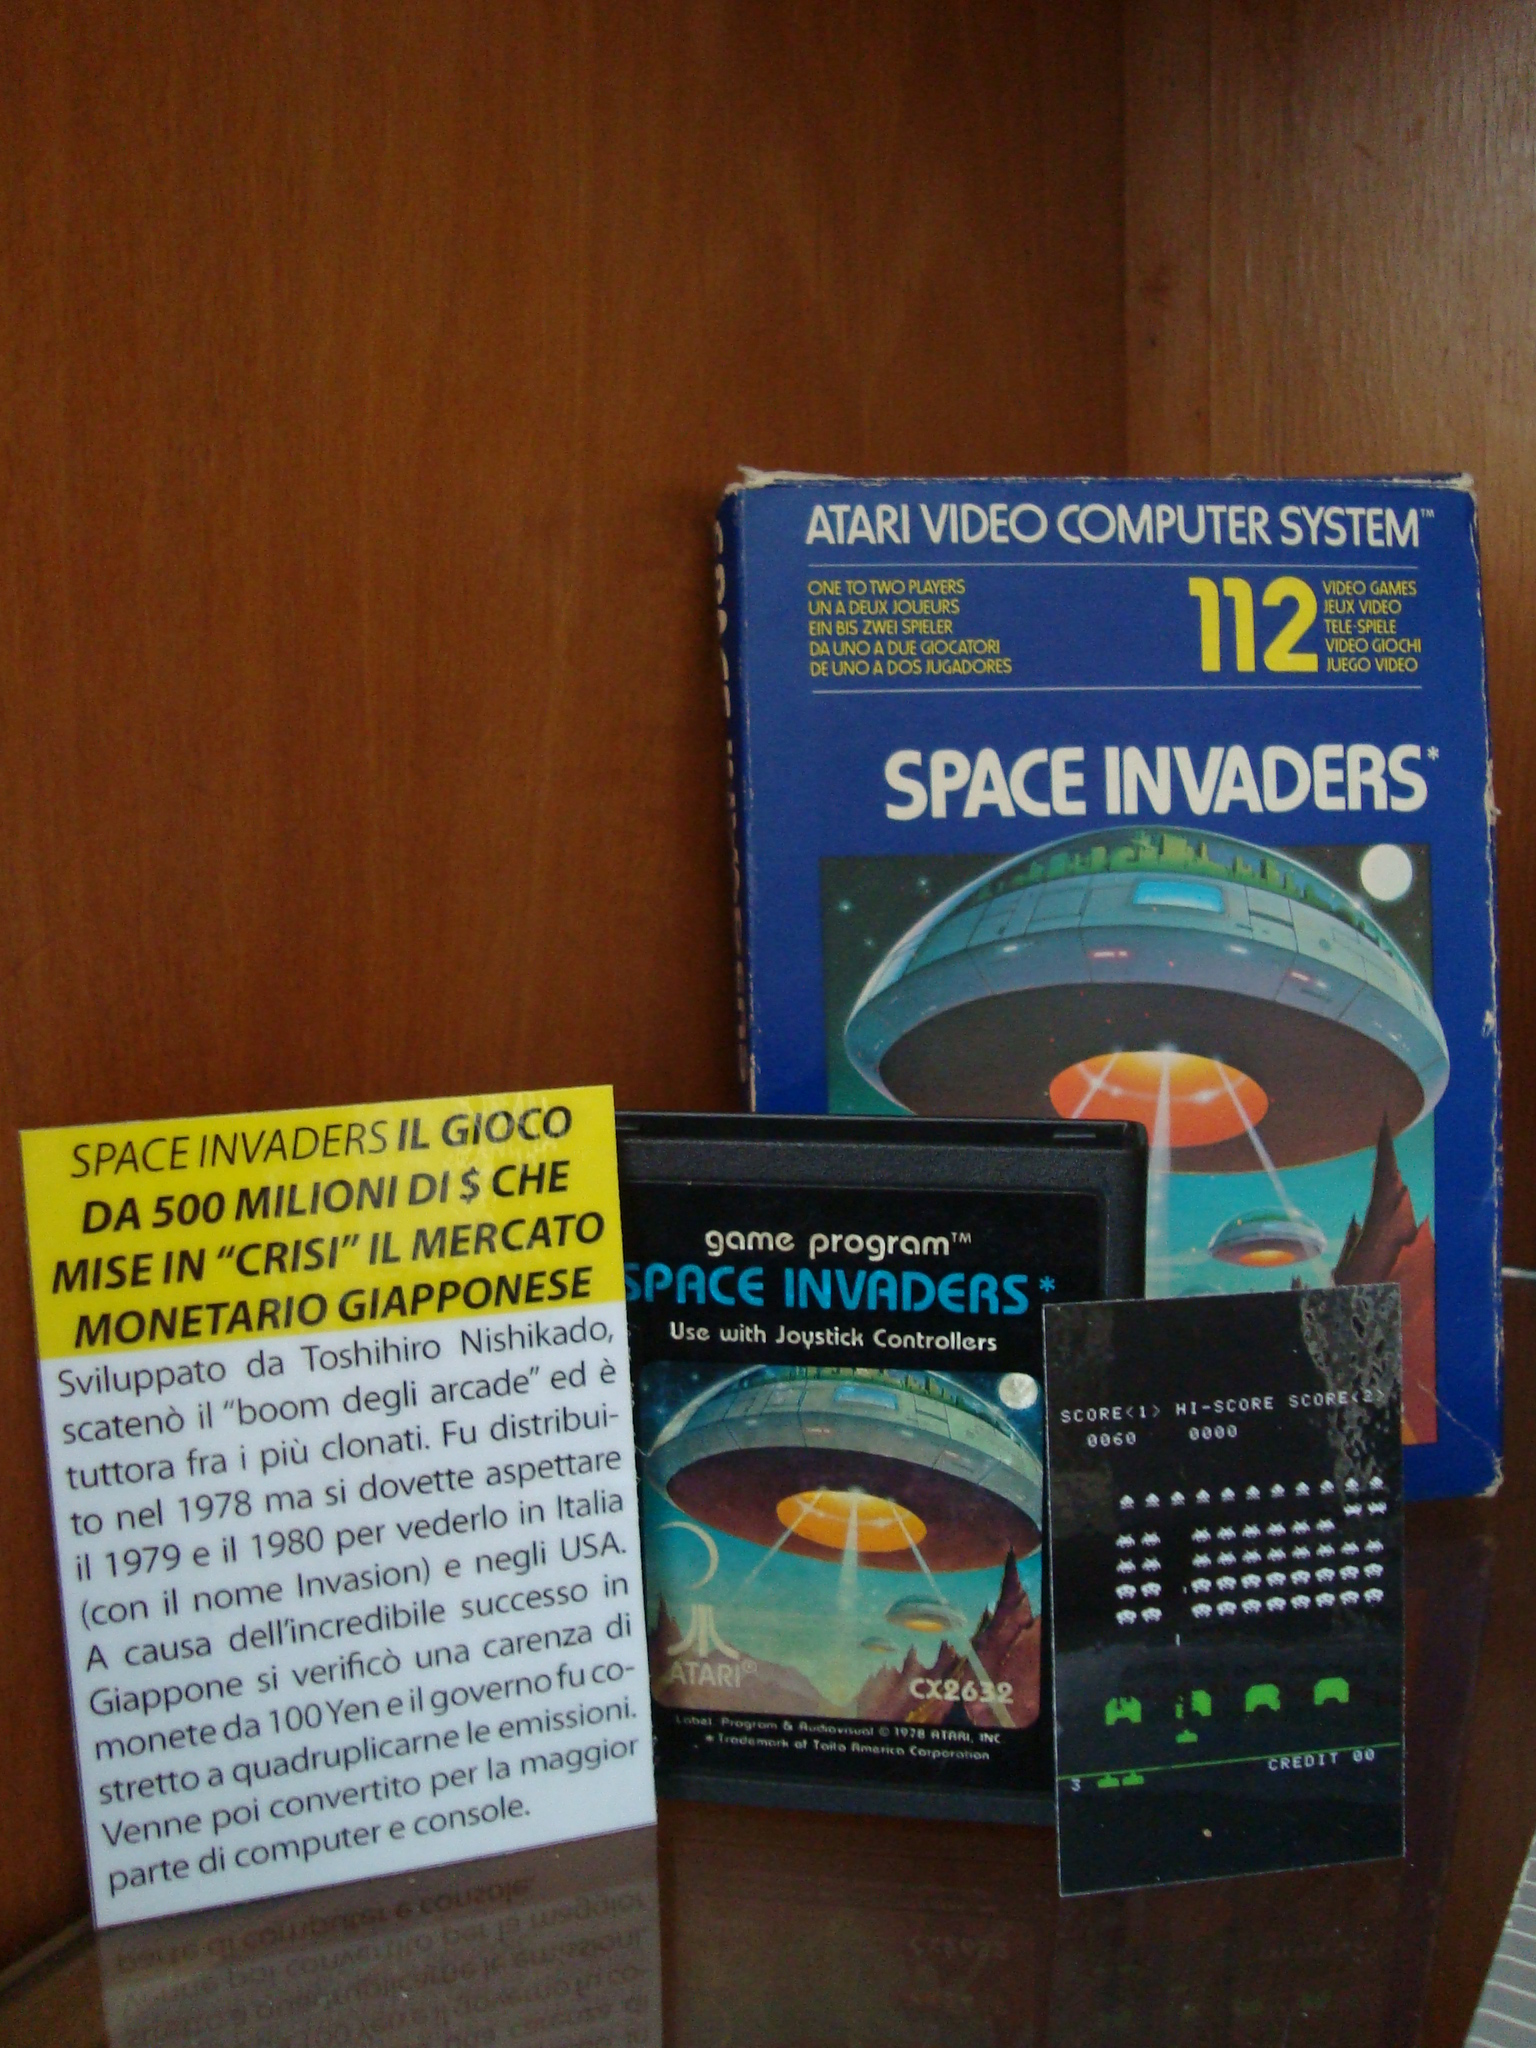 ATARI VIDEO COMPUTER SYSTEM™
ONE TO TWO PLAYERS
UN A DEUX JOUEURS
EIN BIS ZWEI SPIELER
DA UNO A DUE GIOCATORI
DE UNO A DOS JUGADORES
112
VIDEO GAMES
JEUX VIDEO
TELE-SPIELE
VIDEO GIOCHI
JUEGO VIDEO
SPACE INVADERS*
SPACE INVADERS IL GIOCO
DA 500 MILIONI DI $ CHE
MISE IN "CRISI" IL MERCATO
MONETARIO GIAPPONESE
Sviluppato da Toshihiro Nishikado,
scatenò il "boom degli arcade" ed è
tuttora fra i più clonati. Fu distribui-
to nel 1978 ma si dovette aspettare
il 1979 e il 1980 per vederlo in Italia
(con il nome Invasion) e negli USA.
A causa dell'incredibile successo in
Giappone si verificò una carenza di
monete da 100 Yen e il governo fu co-
stretto a quadruplicarne le emissioni.
Venne poi convertito per la maggior
parte di computer e console.
game program™
SPACE INVADERS*
Use with Joystick Controllers
ATARI®
CX2632
Label, Program & Audiovisual © 1978 ATARI, INC
*Trademark of Taito America Corporation
SCORE<1> HI-SCORE SCORE<2>
0060 0000
3
CREDIT 00